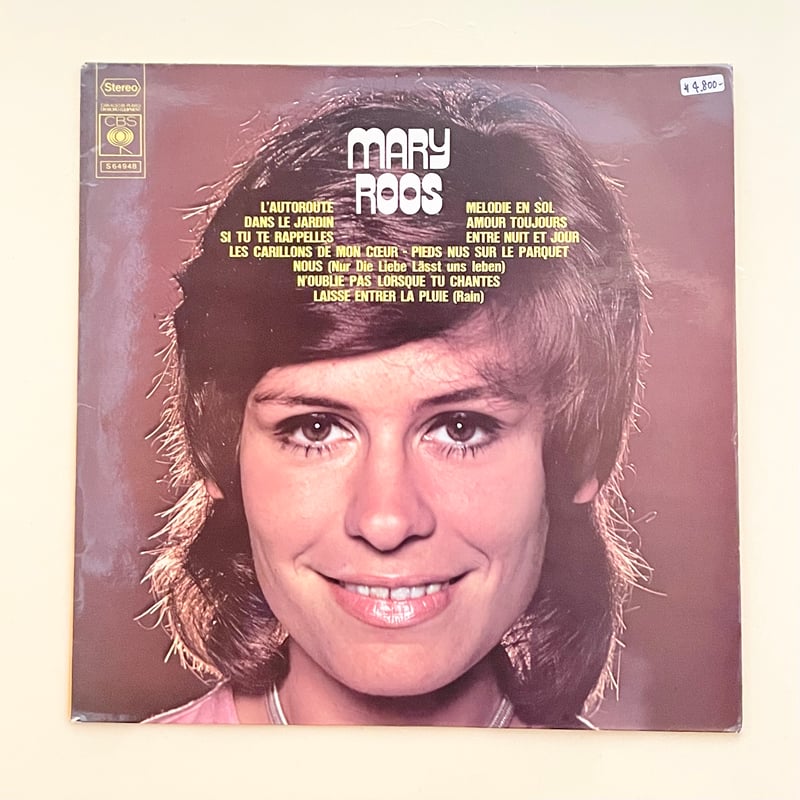 Stereo
CBS
S 64948
¥4,800-
MARY
ROOS
L'AUTOROUTE
DANS LE JARDIN
SI TU TE RAPPELLES
MELODIE EN SOL
AMOUR TOUJOURS
ENTRE NUIT ET JOUR
LES CARILLONS DE MON CŒUR - PIEDS NUS SUR LE PARQUET
NOUS (Nur Die Liebe Lässt uns leben)
N'OUBLIE PAS LORSQUE TU CHANTES
LAISSE ENTRER LA PLUIE (Rain)